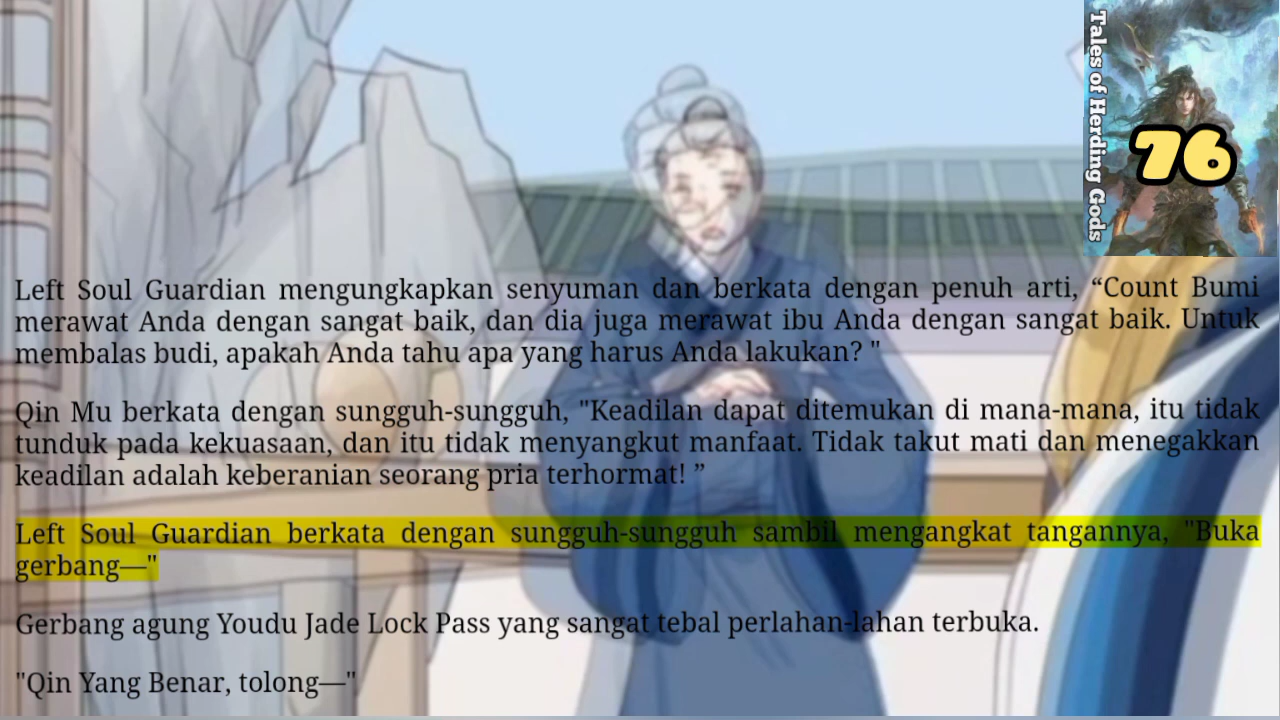 Tales of Herding Gods
76
Left Soul Guardian mengungkapkan senyuman dan berkata dengan penuh arti, “Count Bumi
merawat Anda dengan sangat baik, dan dia juga merawat ibu Anda dengan sangat baik. Untuk
membalas budi, apakah Anda tahu apa yang harus Anda lakukan? "
Qin Mu berkata dengan sungguh-sungguh, "Keadilan dapat ditemukan di mana-mana, itu tidak
tunduk pada kekuasaan, dan itu tidak menyangkut manfaat. Tidak takut mati dan menegakkan
keadilan adalah keberanian seorang pria terhormat! ”
Left Soul Guardian berkata dengan sungguh-sungguh sambil mengangkat tangannya, "Buka
gerbang—"
Gerbang agung Youdu Jade Lock Pass yang sangat tebal perlahan-lahan terbuka.
"Qin Yang Benar, tolong—"